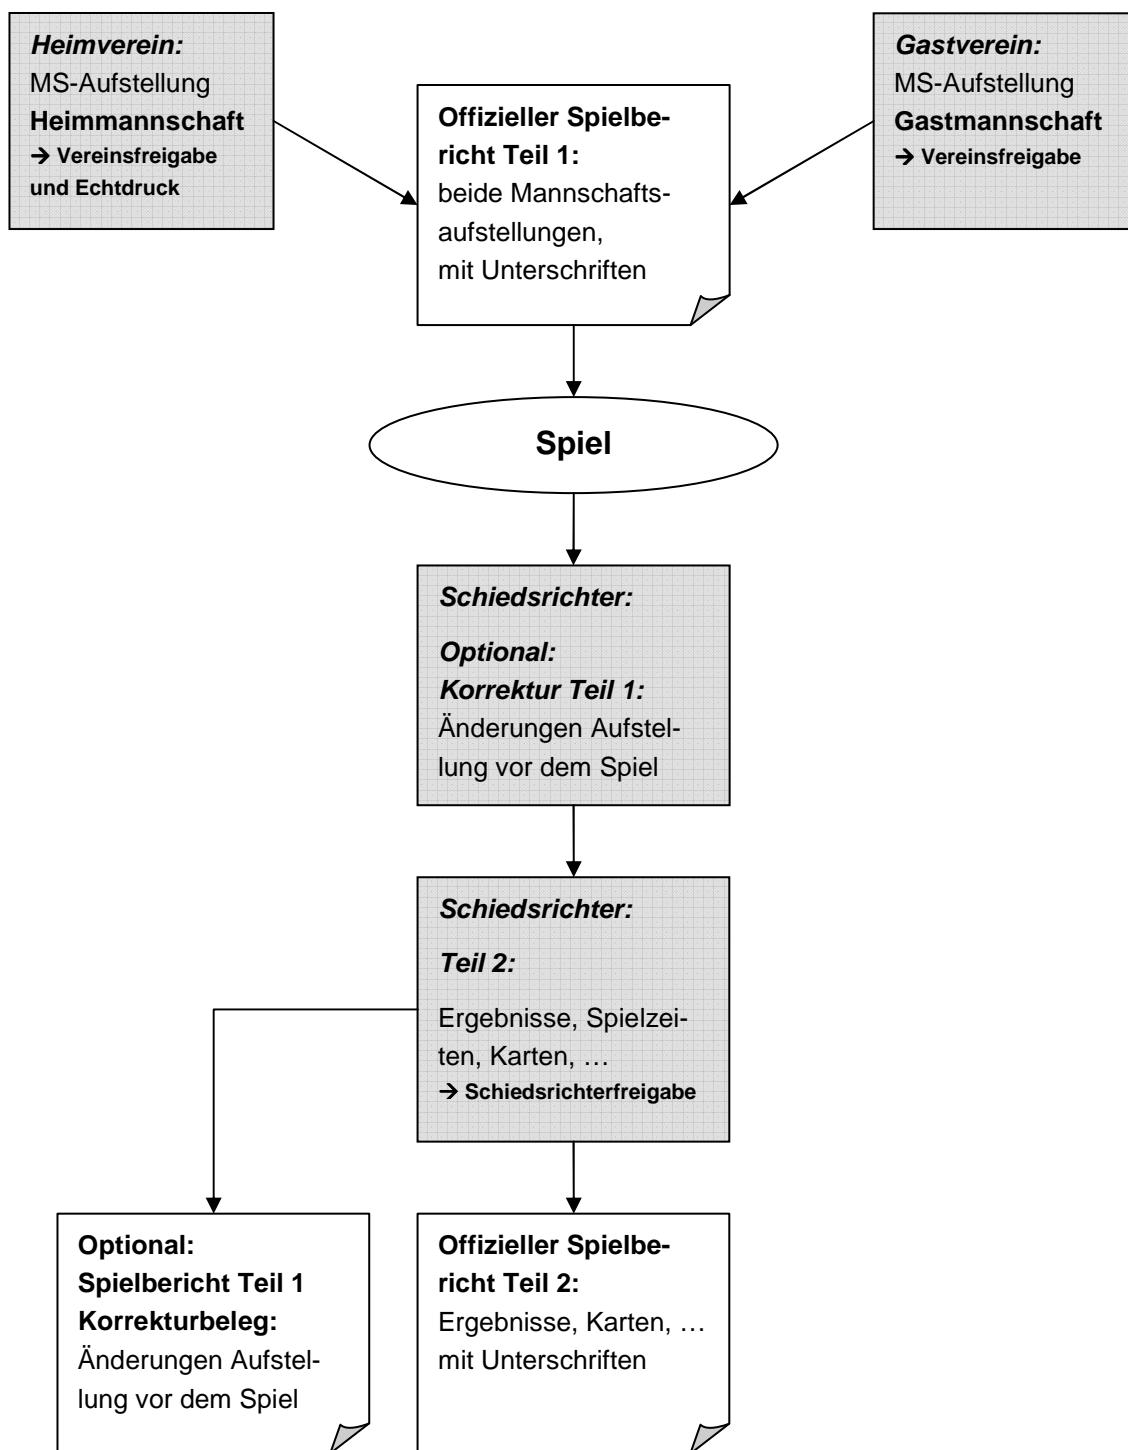 Heimverein:
MS-Aufstellung
Heimmannschaft
→ Vereinsfreigabe
und Echtdruck
Offizieller Spielbe-
richt Teil 1:
beide Mannschafts-
aufstellungen,
mit Unterschriften
Gastverein:
MS-Aufstellung
Gastmannschaft
→ Vereinsfreigabe
Spiel
Schiedsrichter:
Optional:
Korrektur Teil 1:
Änderungen Aufstel-
lung vor dem Spiel
Schiedsrichter:
Teil 2:
Ergebnisse, Spielzei-
ten, Karten, …
→ Schiedsrichterfreigabe
Optional:
Spielbericht Teil 1
Korrekturbeleg:
Änderungen Aufstel-
lung vor dem Spiel
Offizieller Spielbe-
richt Teil 2:
Ergebnisse, Karten, …
mit Unterschriften